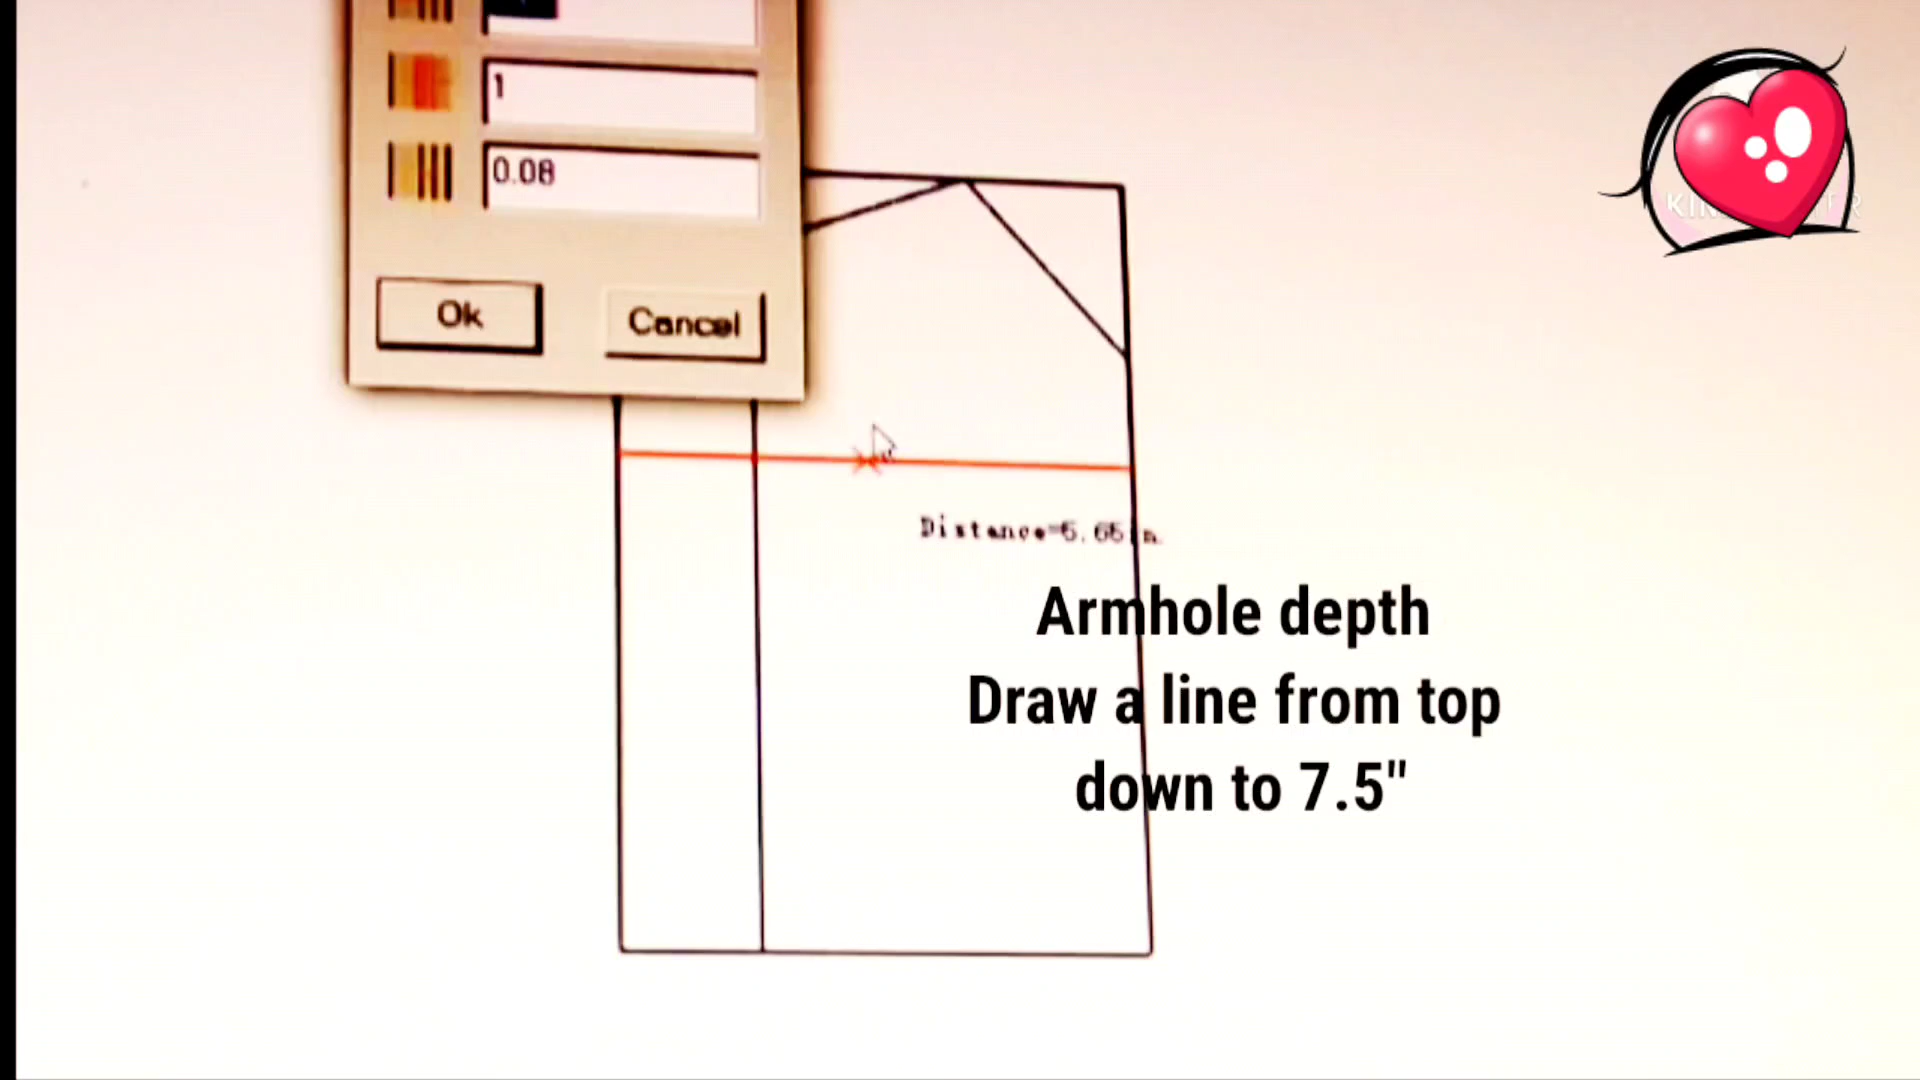 1
0.08
Ok
Cancel
Armhole depth
Draw a line from top
down to 7.5"